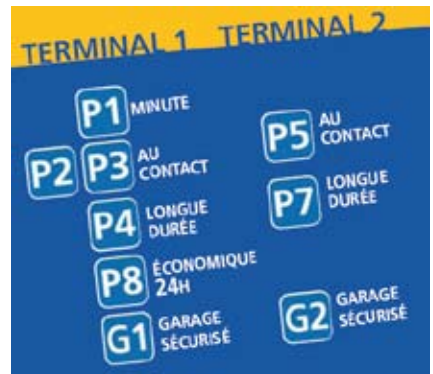 TERMINAL 1 TERMINAL 2
P1 MINUTE
P2 P3 AU
CONTACT
P4 LONGUE
DURÉE
P8 ÉCONOMIQUE
24H
G1 GARAGE
SÉCURISÉ
P5 AU
CONTACT
P7 LONGUE
DURÉE
G2 GARAGE
SÉCURISÉ